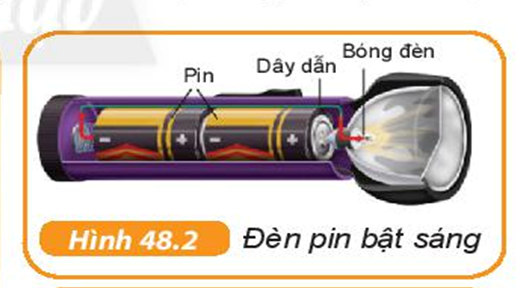 Bóng đèn
Dây dẫn
Pin
- + - +
Hình 48.2 Đèn pin bật sáng